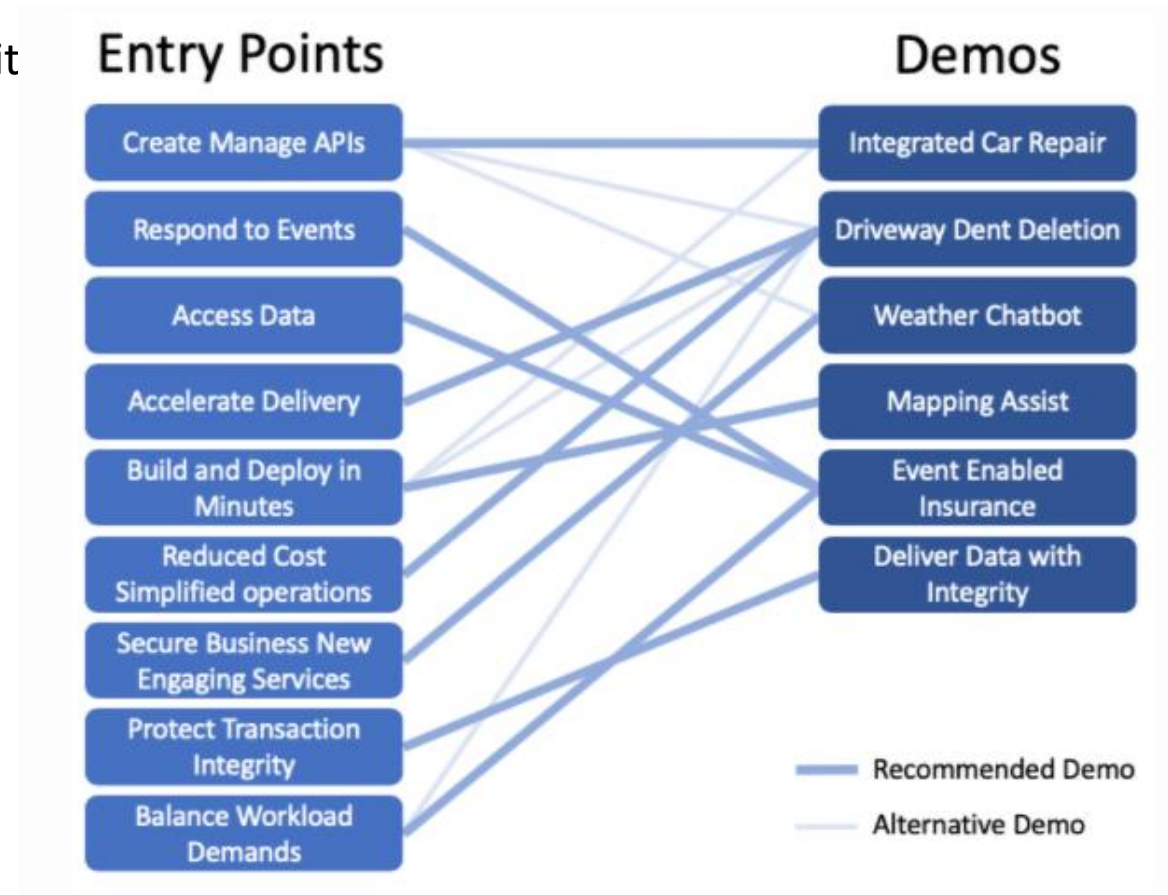 it
Entry Points
Demos
Create Manage APIs
Respond to Events
Access Data
Accelerate Delivery
Build and Deploy in
Minutes
Reduced Cost
Simplified operations
Secure Business New
Engaging Services
Protect Transaction
Integrity
Balance Workload
Demands
Integrated Car Repair
Driveway Dent Deletion
Weather Chatbot
Mapping Assist
Event Enabled
Insurance
Deliver Data with
Integrity
Recommended Demo
Alternative Demo